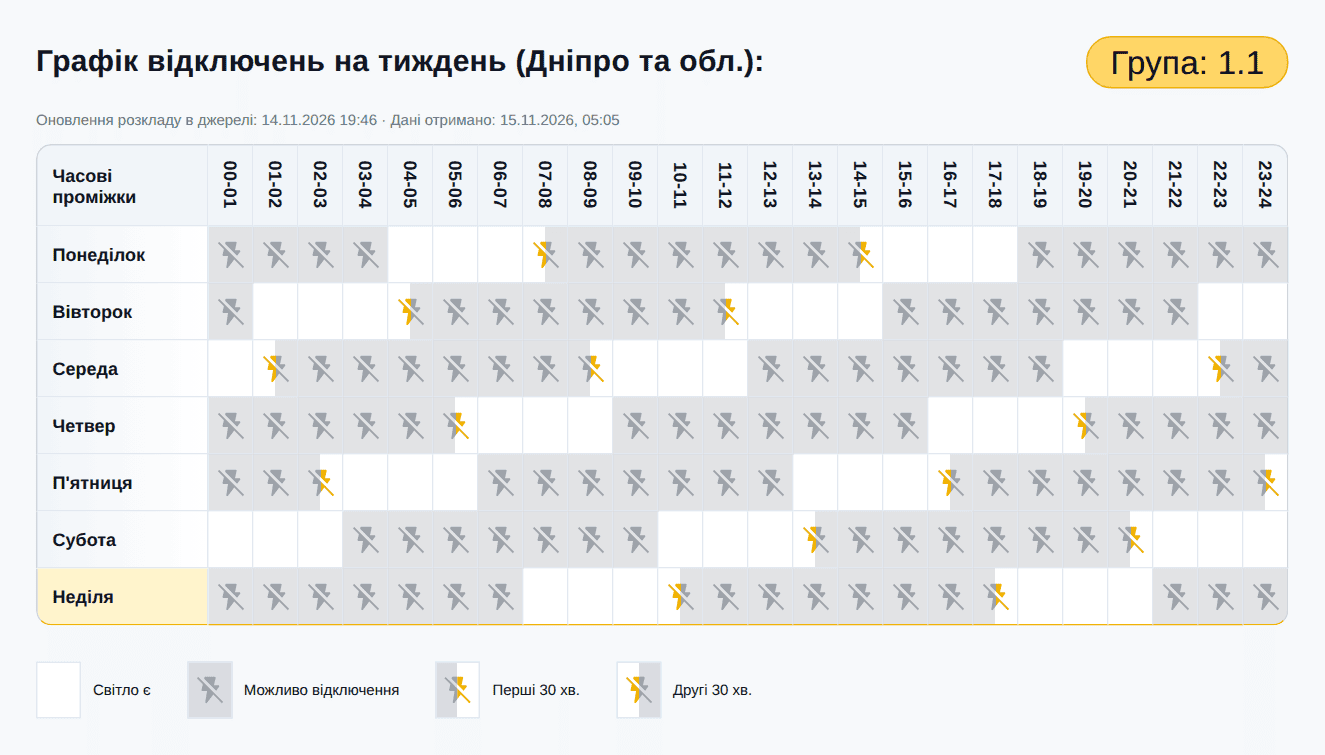 Графік відключень на тиждень (Дніпро та обл.):
Група: 1.1
Оновлення розкладу в джерелі: 14.11.2026 19:46 · Дані отримано: 15.11.2026, 05:05
Часові
проміжки
00-01 01-02 02-03 03-04 04-05 05-06 06-07 07-08 08-09 09-10 10-11 11-12 12-13 13-14 14-15 15-16 16-17 17-18 18-19 19-20 20-21 21-22 22-23 23-24
Понеділок
Вівторок
Середа
Четвер
П'ятниця
Субота
Неділя
Світло є
Можливо відключення
Перші 30 хв.
Другі 30 хв.